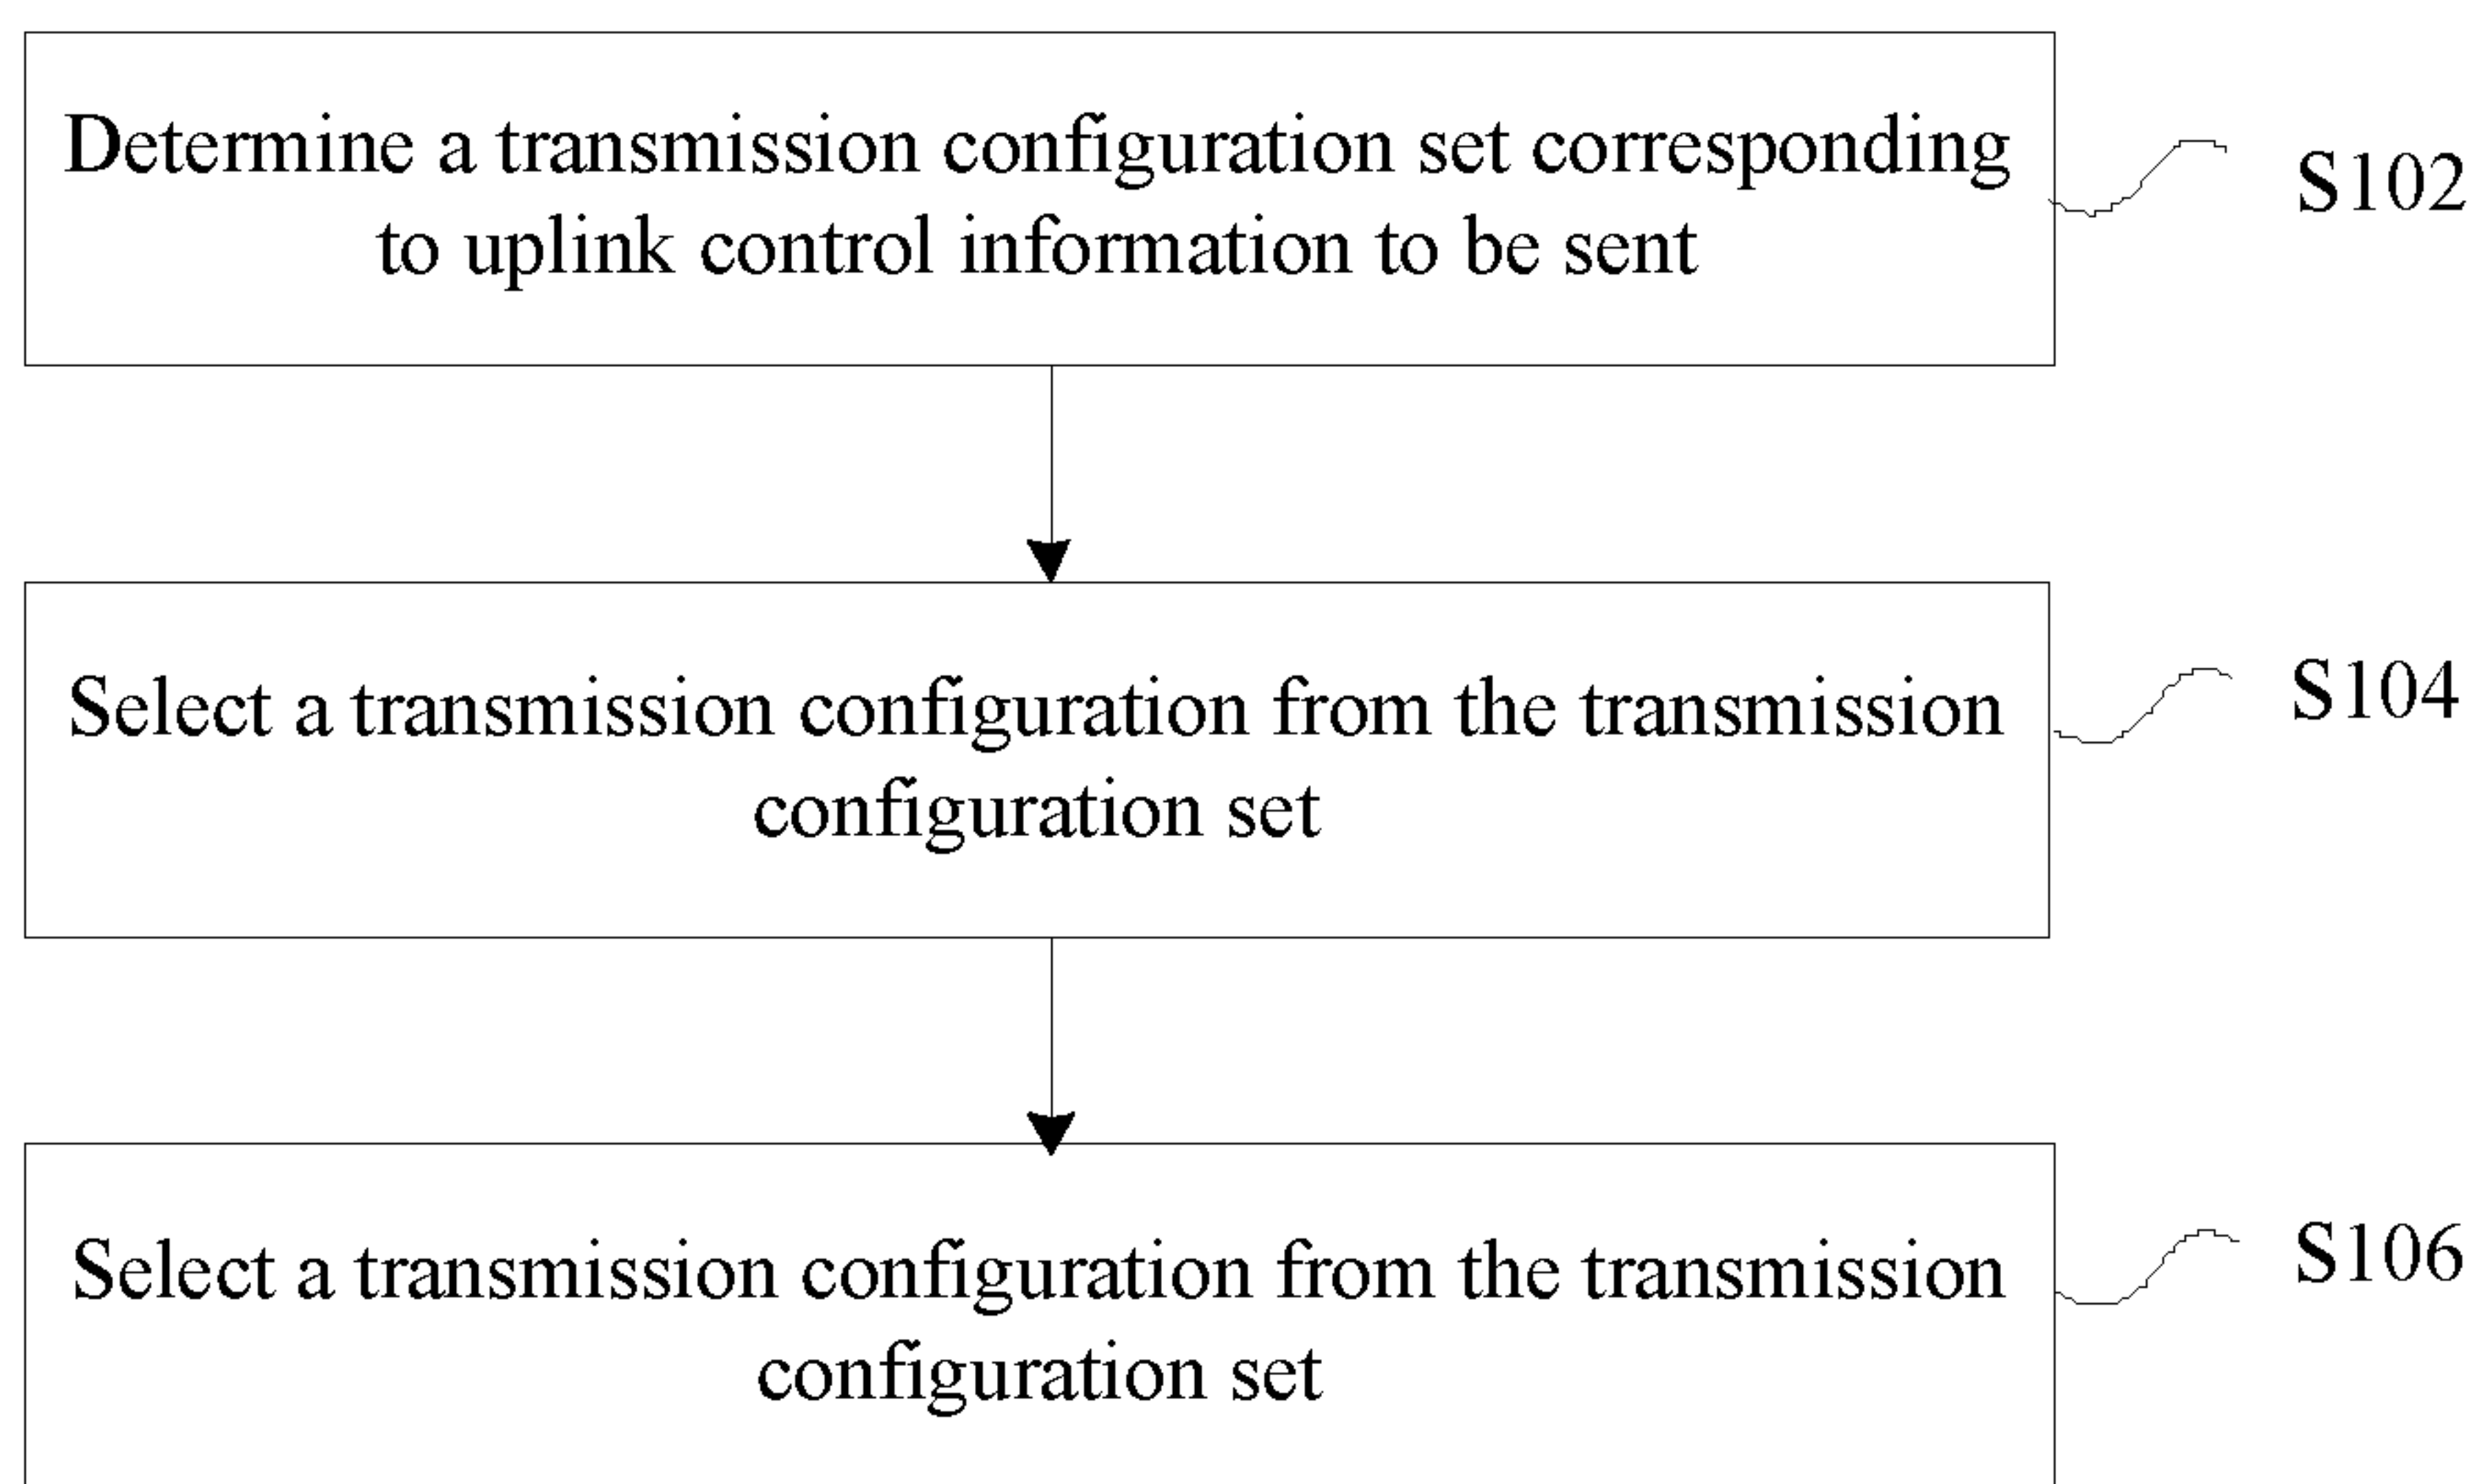 Determine a transmission configuration set corresponding
to uplink control information to be sent
S102
Select a transmission configuration from the transmission
configuration set
S104
Select a transmission configuration from the transmission
configuration set
S106